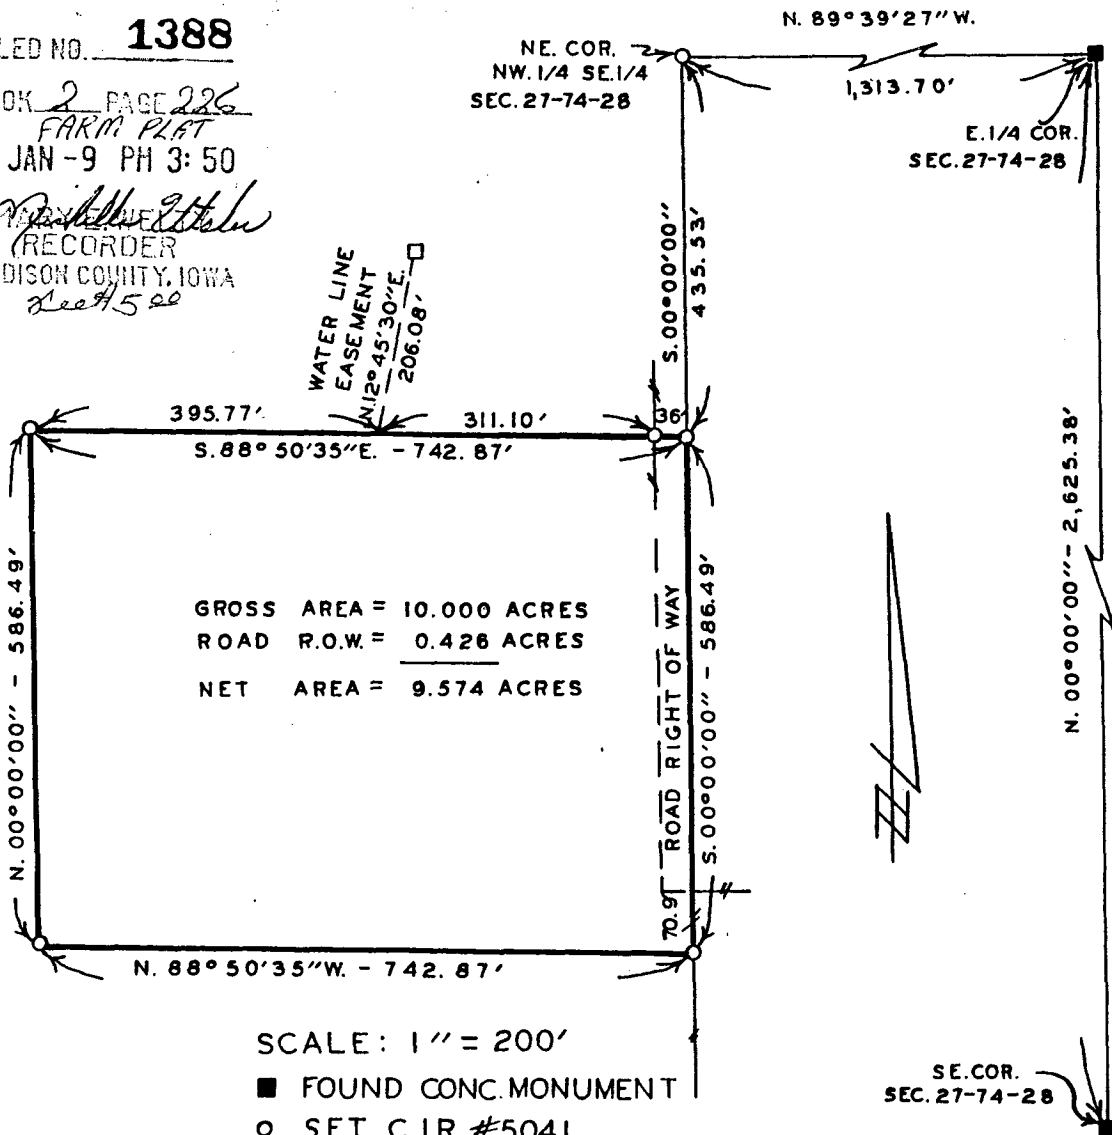 LED NO. 1388
OK 2 PAGE 226
FARM PLAT
JAN -9 PM 3:50
RECORDER
DISON COUNTY, IOWA
Fee $5 00
N. 89°39'27"W.
1,313.70'
NE. COR.
NW. 1/4 SE.1/4
SEC. 27-74-28
E.1/4 COR.
SEC. 27-74-28
S. 00°00'00"
435.53'
WATER LINE
EASEMENT
N.12°45'30"E.
206.08'
395.77'
311.10'
36'
S. 88°50'35"E. - 742.87'
N. 00°00'00" - 586.49'
GROSS AREA = 10.000 ACRES
ROAD R.O.W. = 0.426 ACRES
NET AREA = 9.574 ACRES
ROAD RIGHT OF WAY
S. 00°00'00" - 586.49'
70.9'
N. 00°00'00" - 2,625.38'
N. 88°50'35"W. - 742.87'
SCALE: 1" = 200'
■ FOUND CONC. MONUMENT
○ SET C.I.R. #5041
SE. COR.
SEC. 27-74-28